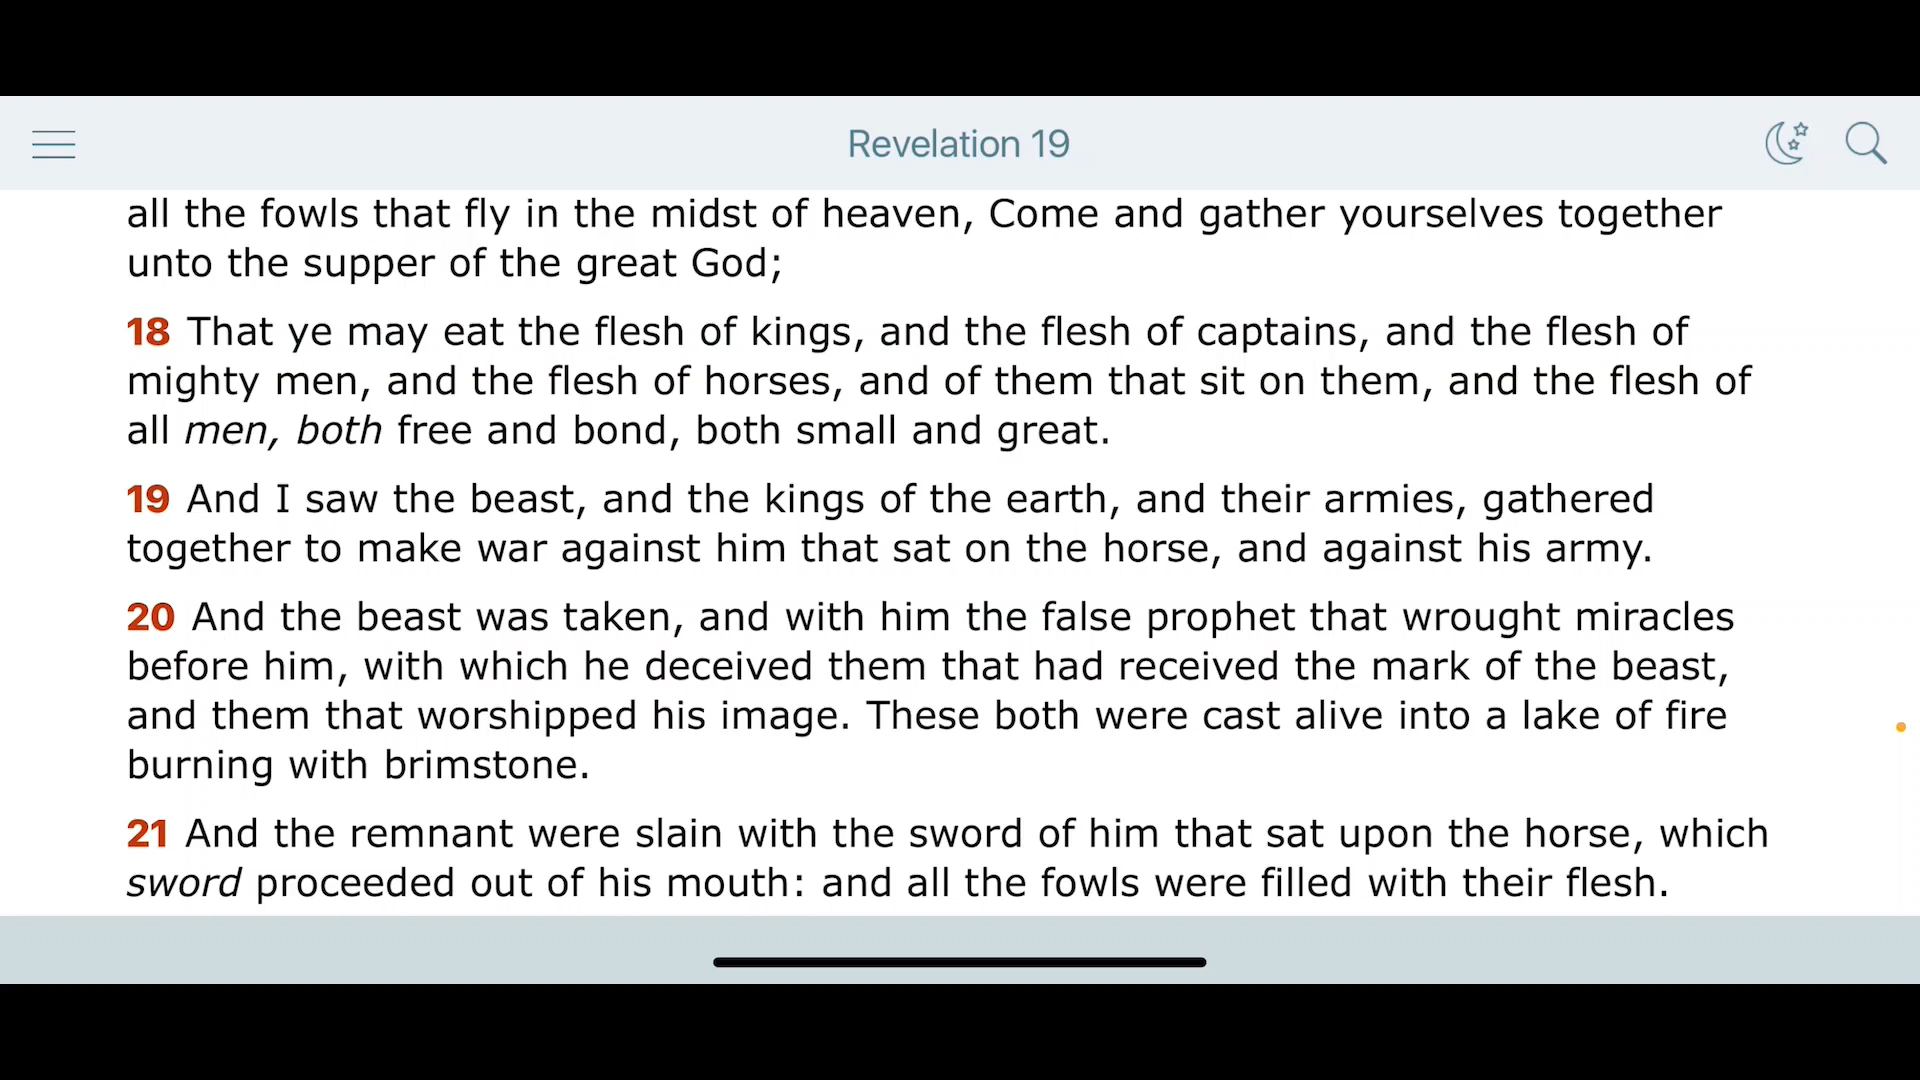 Revelation 19
all the fowls that fly in the midst of heaven, Come and gather yourselves together
unto the supper of the great God;
18 That ye may eat the flesh of kings, and the flesh of captains, and the flesh of
mighty men, and the flesh of horses, and of them that sit on them, and the flesh of
all men, both free and bond, both small and great.
19 And I saw the beast, and the kings of the earth, and their armies, gathered
together to make war against him that sat on the horse, and against his army.
20 And the beast was taken, and with him the false prophet that wrought miracles
before him, with which he deceived them that had received the mark of the beast,
and them that worshipped his image. These both were cast alive into a lake of fire
burning with brimstone.
21 And the remnant were slain with the sword of him that sat upon the horse, which
sword proceeded out of his mouth: and all the fowls were filled with their flesh.